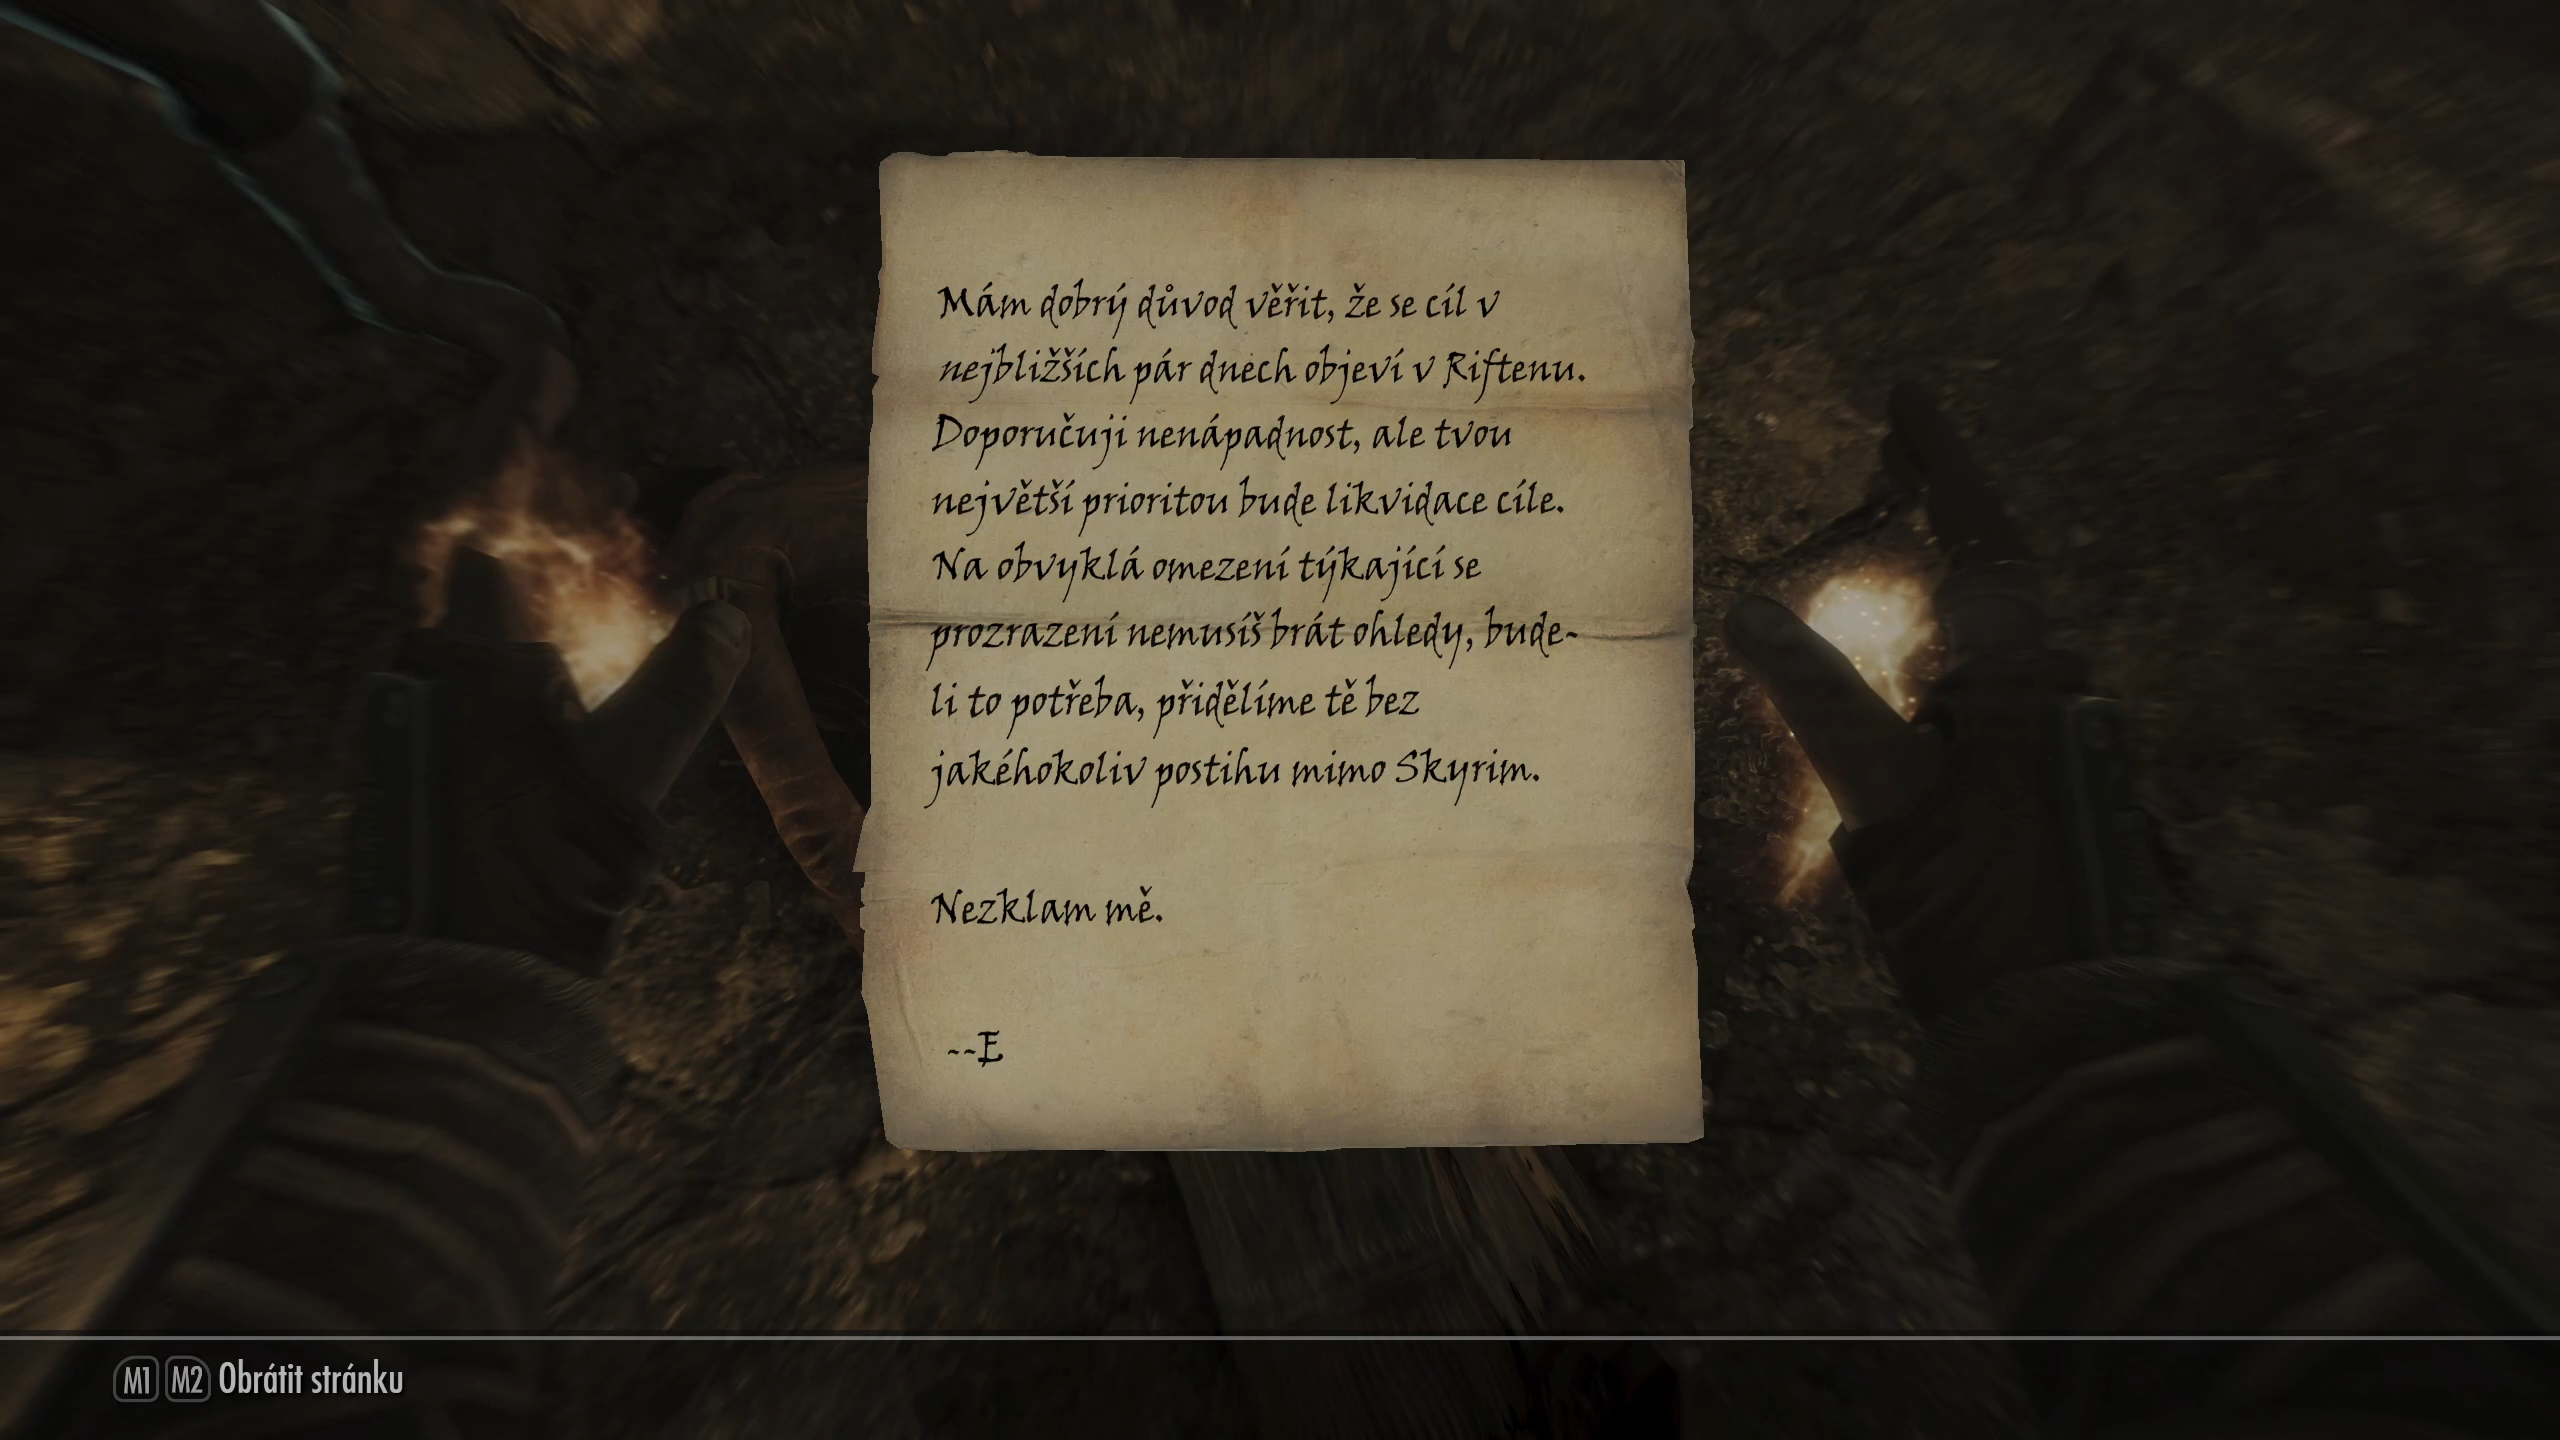 Mám dobrý důvod věřit, že se cíl v
nejbližších pár dnech objeví v Riftenu.
Doporučuji nenápadnost, ale tvou
největší prioritou bude likvidace cíle.
Na obvyklá omezení týkající se
prozrazení nemusíš brát ohledy, bude-
li to potřeba, přidělíme tě bez
jakéhokoliv postihu mimo Skyrim.
Nezklam mě.
--E
M1 M2 Obrátit stránku